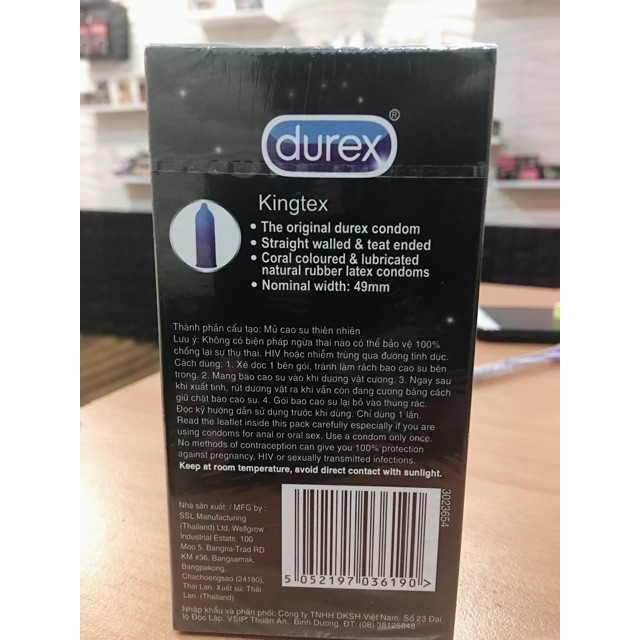 durex®
Kingtex
• The original durex condom
• Straight walled & teat ended
• Coral coloured & lubricated
natural rubber latex condoms
• Nominal width: 49mm
Thành phần cấu tạo: Mủ cao su thiên nhiên
Lưu ý: Không có biện pháp ngừa thai nào có thể bảo vệ 100%
chống lại sự thụ thai. HIV hoặc nhiễm trùng qua đường tình dục.
Cách dùng: 1. Xé dọc 1 bên gói, tránh làm rách bao cao su bên
trong. 2. Mang bao cao su vào khi dương vật cương. 3. Ngay sau
khi xuất tinh, rút dương vật ra khi vẫn còn đang cương bằng cách
giữ chặt bao cao su. 4. Gói bao cao su lại bỏ vào thùng rác.
Đọc kỹ hướng dẫn sử dụng trước khi dùng. Chỉ dùng 1 lần.
Read the leaflet inside this pack carefully especially if you are
using condoms for anal or oral sex. Use a condom only once.
No methods of contraception can give you 100% protection
against pregnancy, HIV or sexually transmitted infections.
Keep at room temperature, avoid direct contact with sunlight.
Nhà sản xuất: / MFG by :
SSL Manufacturing
(Thailand) Ltd. Wellgrow
Industrial Estate, 100
Moo 5, Bangna-Trad RD
KM #36, Bangsamak,
Bangpakong,
Chachoengsao (24180),
Thái Lan. Xuất sứ: Thái
Lan. (Thailand)
3023654
5 052197 036190 >
Nhập khẩu và phân phối: Công ty TNHH DKSH Việt Nam. Số 23 Đại
lộ Độc Lập. VSIP, Thuận An. Bình Dương. ĐT: (08) 38125848